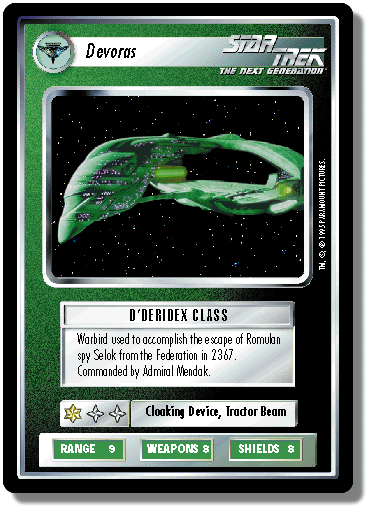 Devoras
STAR TREK
THE NEXT GENERATION®
TM, ®, © 1995 PARAMOUNT PICTURES.
D'DERIDEX CLASS
Warbird used to accomplish the escape of Romulan
spy Selok from the Federation in 2367.
Commanded by Admiral Mendak.
Cloaking Device, Tractor Beam
RANGE 9 WEAPONS 8 SHIELDS 8